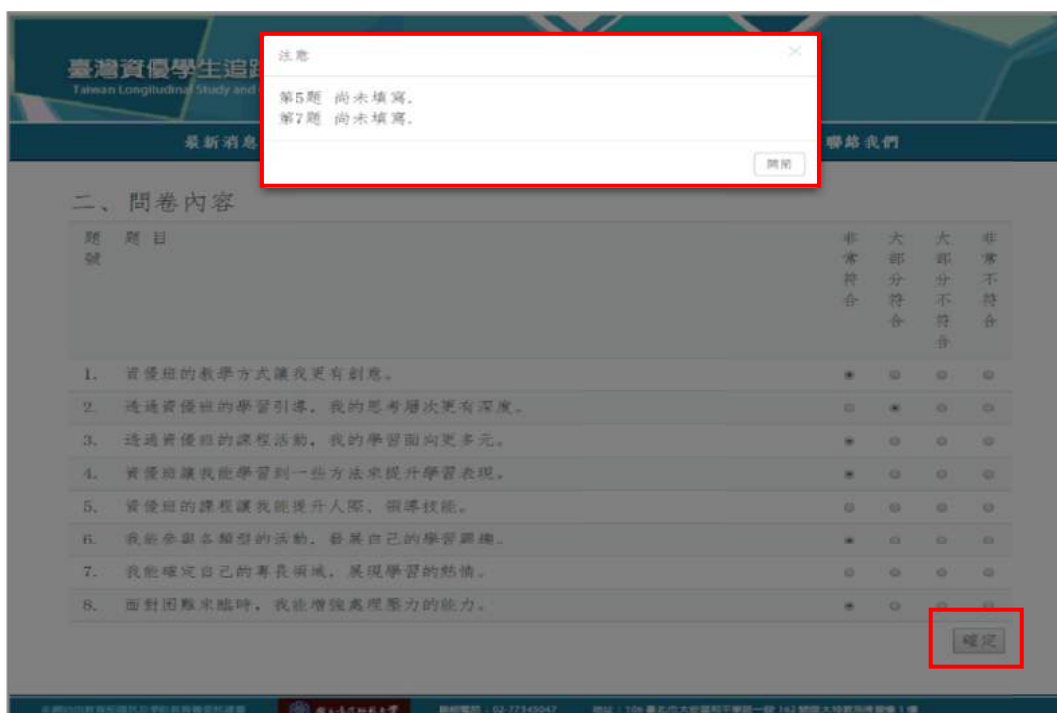 臺灣資優學生追蹤
Taiwan Longitudinal Study and
注意
×
第5題 尚未填寫.
第7題 尚未填寫.
關閉
最新消息
聯絡我們
二、問卷內容
題號 題目 非常符合 大部分符合 大部分不符合 非常不符合
1. 資優班的教學方式讓我更有創意。
2. 透過資優班的學習引導，我的思考層次更有深度。
3. 透過資優班的課程活動，我的學習面向更多元。
4. 資優班讓我能學習到一些方法來提升學習表現。
5. 資優班的課程讓我能提升人際、領導技能。
6. 我能參與各類型的活動，發展自己的學習興趣。
7. 我能確定自己的專長領域，展現學習的熱情。
8. 面對困難來臨時，我能增強處理壓力的能力。
確定
聯絡電話：02-77345047